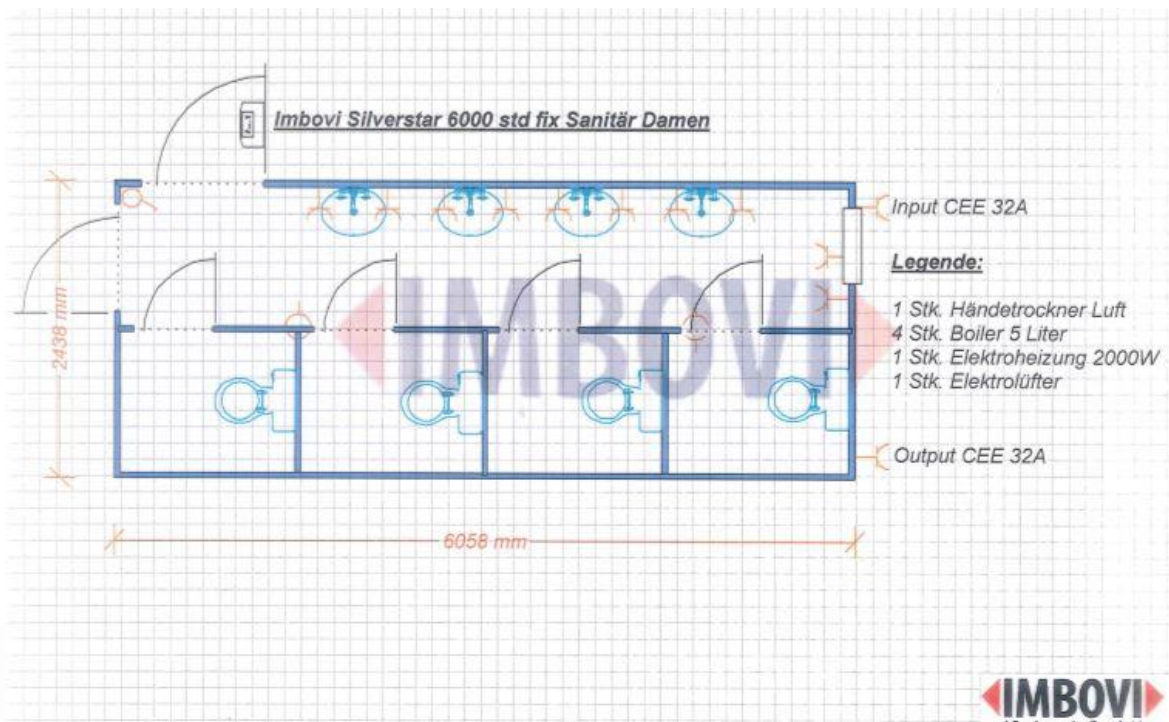 Imbovi Silverstar 6000 std fix Sanitär Damen
Input CEE 32A
Legende:
1 Stk. Händetrockner Luft
4 Stk. Boiler 5 Liter
1 Stk. Elektroheizung 2000W
1 Stk. Elektrolüfter
Output CEE 32A
2438 mm
6058 mm
IMBOVI
IMBOVI